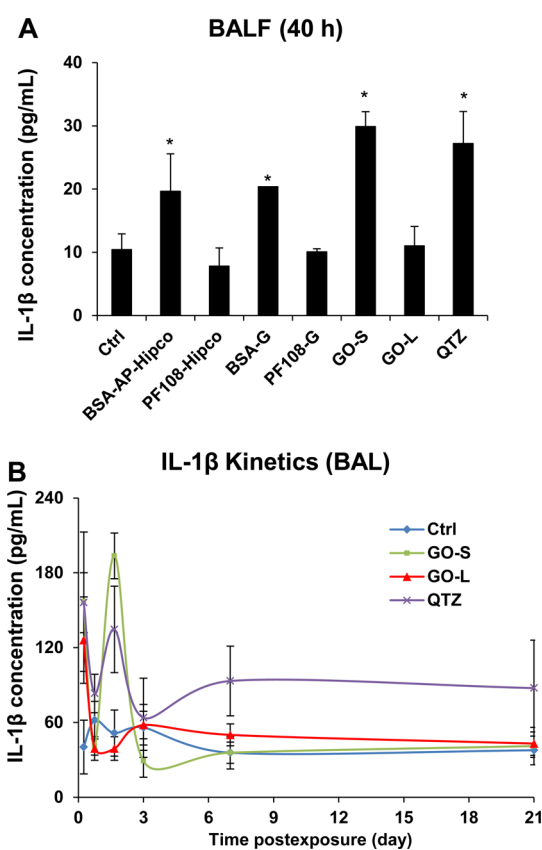 A
BALF (40 h)
IL-1β concentration (pg/mL)
40
30
20
10
0
*
*
*
*
Ctrl
BSA-AP-Hipco
PF108-Hipco
BSA-G
PF108-G
GO-S
GO-L
QTZ
B
IL-1β Kinetics (BAL)
IL-1β concentration (pg/mL)
240
180
120
60
0
Ctrl
GO-S
GO-L
QTZ
0
3
6
9
12
15
18
21
Time postexposure (day)